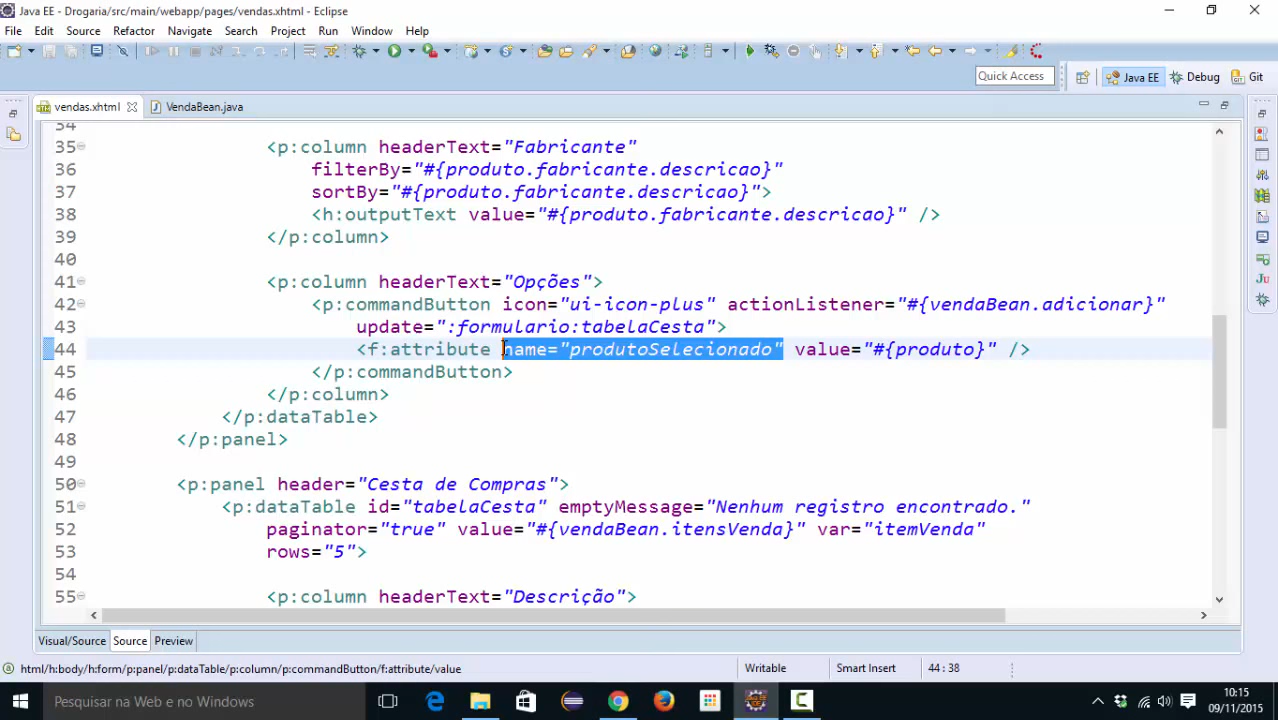 Java EE - Drogaria/src/main/webapp/pages/vendas.xhtml - Eclipse
File Edit Source Refactor Navigate Search Project Run Window Help
Quick Access Java EE Debug Git
vendas.xhtml VendaBean.java
34
35 <p:column headerText="Fabricante"
36 filterBy="#{produto.fabricante.descricao}"
37 sortBy="#{produto.fabricante.descricao}">
38 <h:outputText value="#{produto.fabricante.descricao}" />
39 </p:column>
40
41 <p:column headerText="Opções">
42 <p:commandButton icon="ui-icon-plus" actionListener="#{vendaBean.adicionar}"
43 update=":formulario:tabelaCesta">
44 <f:attribute name="produtoSelecionado" value="#{produto}" />
45 </p:commandButton>
46 </p:column>
47 </p:dataTable>
48 </p:panel>
49
50 <p:panel header="Cesta de Compras">
51 <p:dataTable id="tabelaCesta" emptyMessage="Nenhum registro encontrado."
52 paginator="true" value="#{vendaBean.itensVenda}" var="itemVenda"
53 rows="5">
54
55 <p:column headerText="Descrição">
Visual/Source Source Preview
html/h:body/h:form/p:panel/p:dataTable/p:column/p:commandButton/f:attribute/value Writable Smart Insert 44 : 38
Pesquisar na Web e no Windows
10:15
09/11/2015